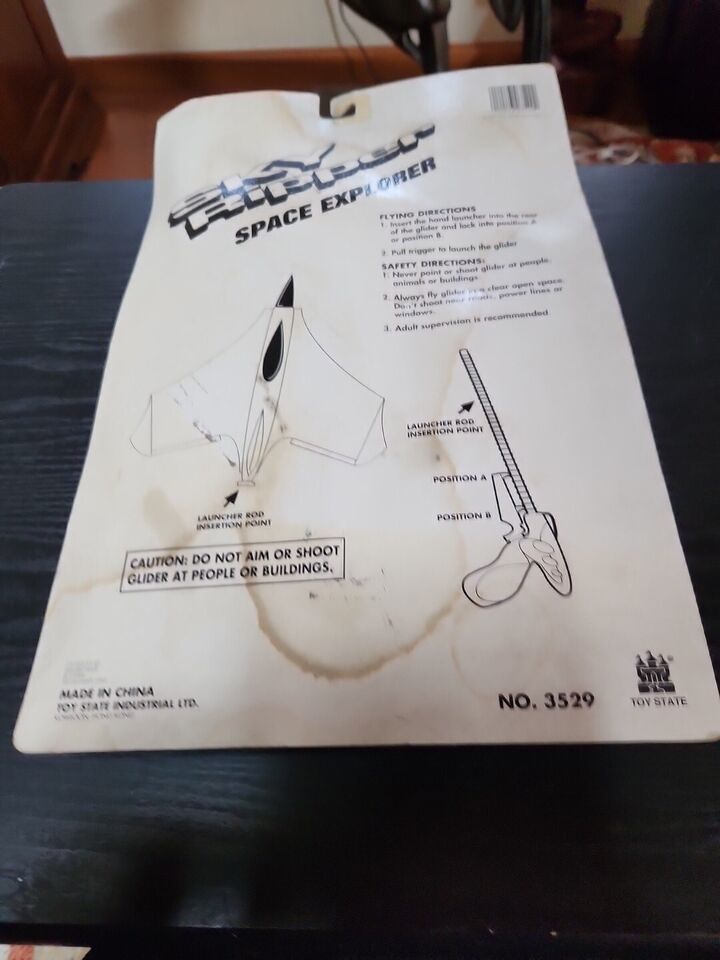 SKY
RIPPER
SPACE EXPLORER
FLYING DIRECTIONS
1. Insert the hand launcher into the rear
of the glider and lock into position A
or position B.
2. Pull trigger to launch the glider
SAFETY DIRECTIONS:
1. Never point or shoot glider at people,
animals or buildings
2. Always fly glider in a clear open space.
Don't shoot near roads, power lines or
windows.
3. Adult supervision is recommended
LAUNCHER ROD
INSERTION POINT
POSITION A
POSITION B
LAUNCHER ROD
INSERTION POINT
CAUTION: DO NOT AIM OR SHOOT
GLIDER AT PEOPLE OR BUILDINGS.
MADE IN CHINA
TOY STATE INDUSTRIAL LTD.
KOWLOON, HONG KONG
NO. 3529
TOY STATE